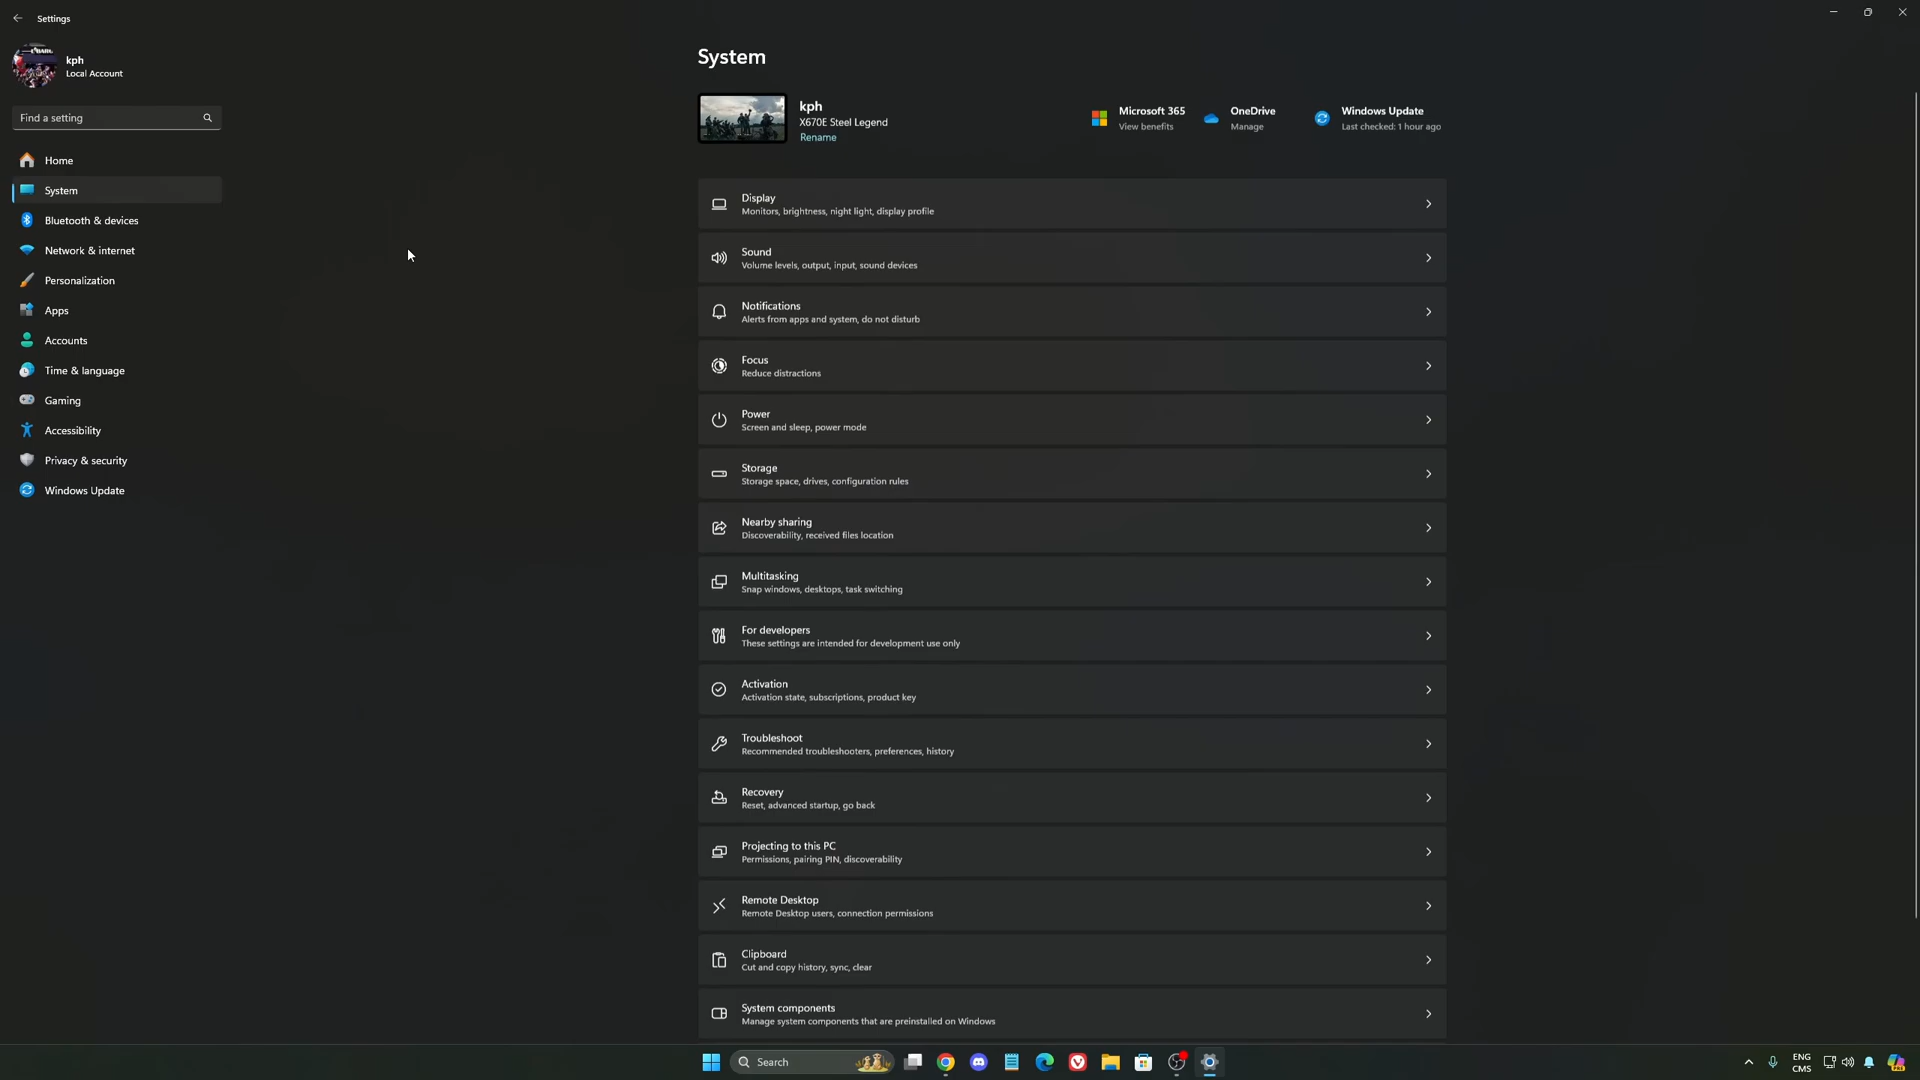 Settings
kph
Local Account
Find a setting
Home
System
Bluetooth & devices
Network & internet
Personalization
Apps
Accounts
Time & language
Gaming
Accessibility
Privacy & security
Windows Update
System
kph
X670E Steel Legend
Rename
Microsoft 365
View benefits
OneDrive
Manage
Windows Update
Last checked: 1 hour ago
Display
Monitors, brightness, night light, display profile
Sound
Volume levels, output, input, sound devices
Notifications
Alerts from apps and system, do not disturb
Focus
Reduce distractions
Power
Screen and sleep, power mode
Storage
Storage space, drives, configuration rules
Nearby sharing
Discoverability, received files location
Multitasking
Snap windows, desktops, task switching
For developers
These settings are intended for development use only
Activation
Activation state, subscriptions, product key
Troubleshoot
Recommended troubleshooters, preferences, history
Recovery
Reset, advanced startup, go back
Projecting to this PC
Permissions, pairing PIN, discoverability
Remote Desktop
Remote Desktop users, connection permissions
Clipboard
Cut and copy history, sync, clear
System components
Manage system components that are preinstalled on Windows
Search
ENG
CMS